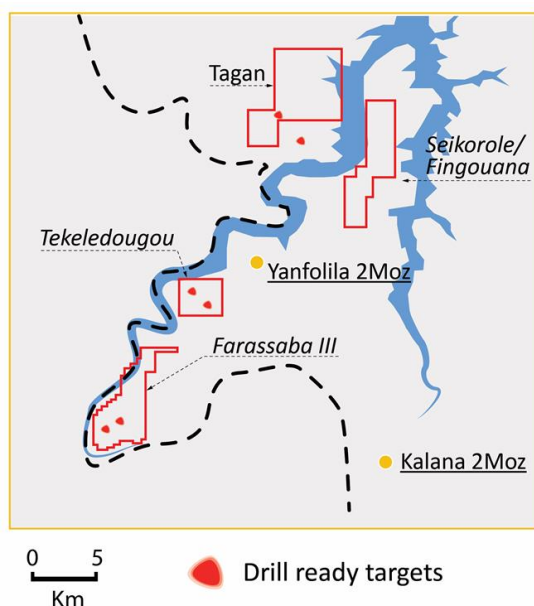 Tagan
Seikorole/
Fingouana
Tekeledougou
Yanfolila 2Moz
Farassaba III
Kalana 2Moz
0 5
Km
Drill ready targets